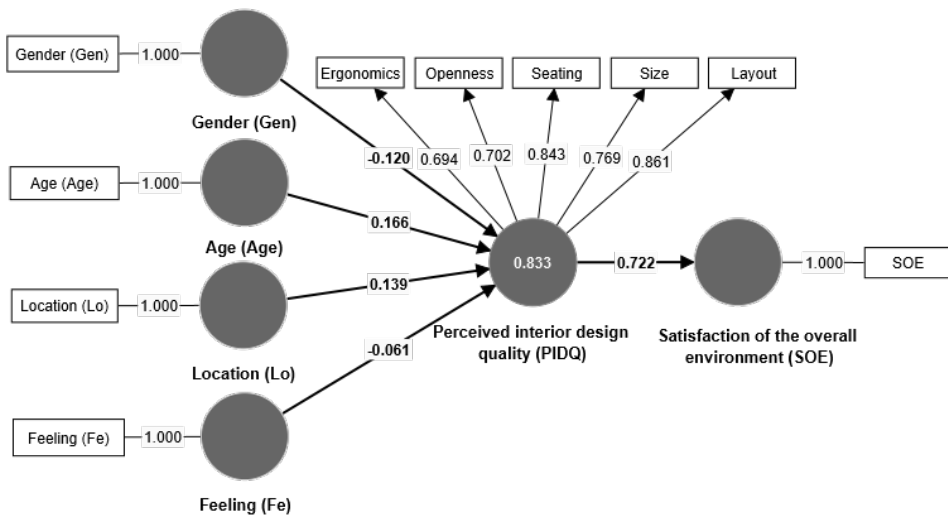 Gender (Gen)
1.000
Gender (Gen)
Ergonomics
Openness
Seating
Size
Layout
-0.120
0.694
0.702
0.843
0.769
0.861
Age (Age)
1.000
Age (Age)
0.166
Location (Lo)
1.000
Location (Lo)
0.139
0.833
Perceived interior design
quality (PIDQ)
0.722
Satisfaction of the overall
environment (SOE)
1.000
SOE
-0.061
Feeling (Fe)
1.000
Feeling (Fe)